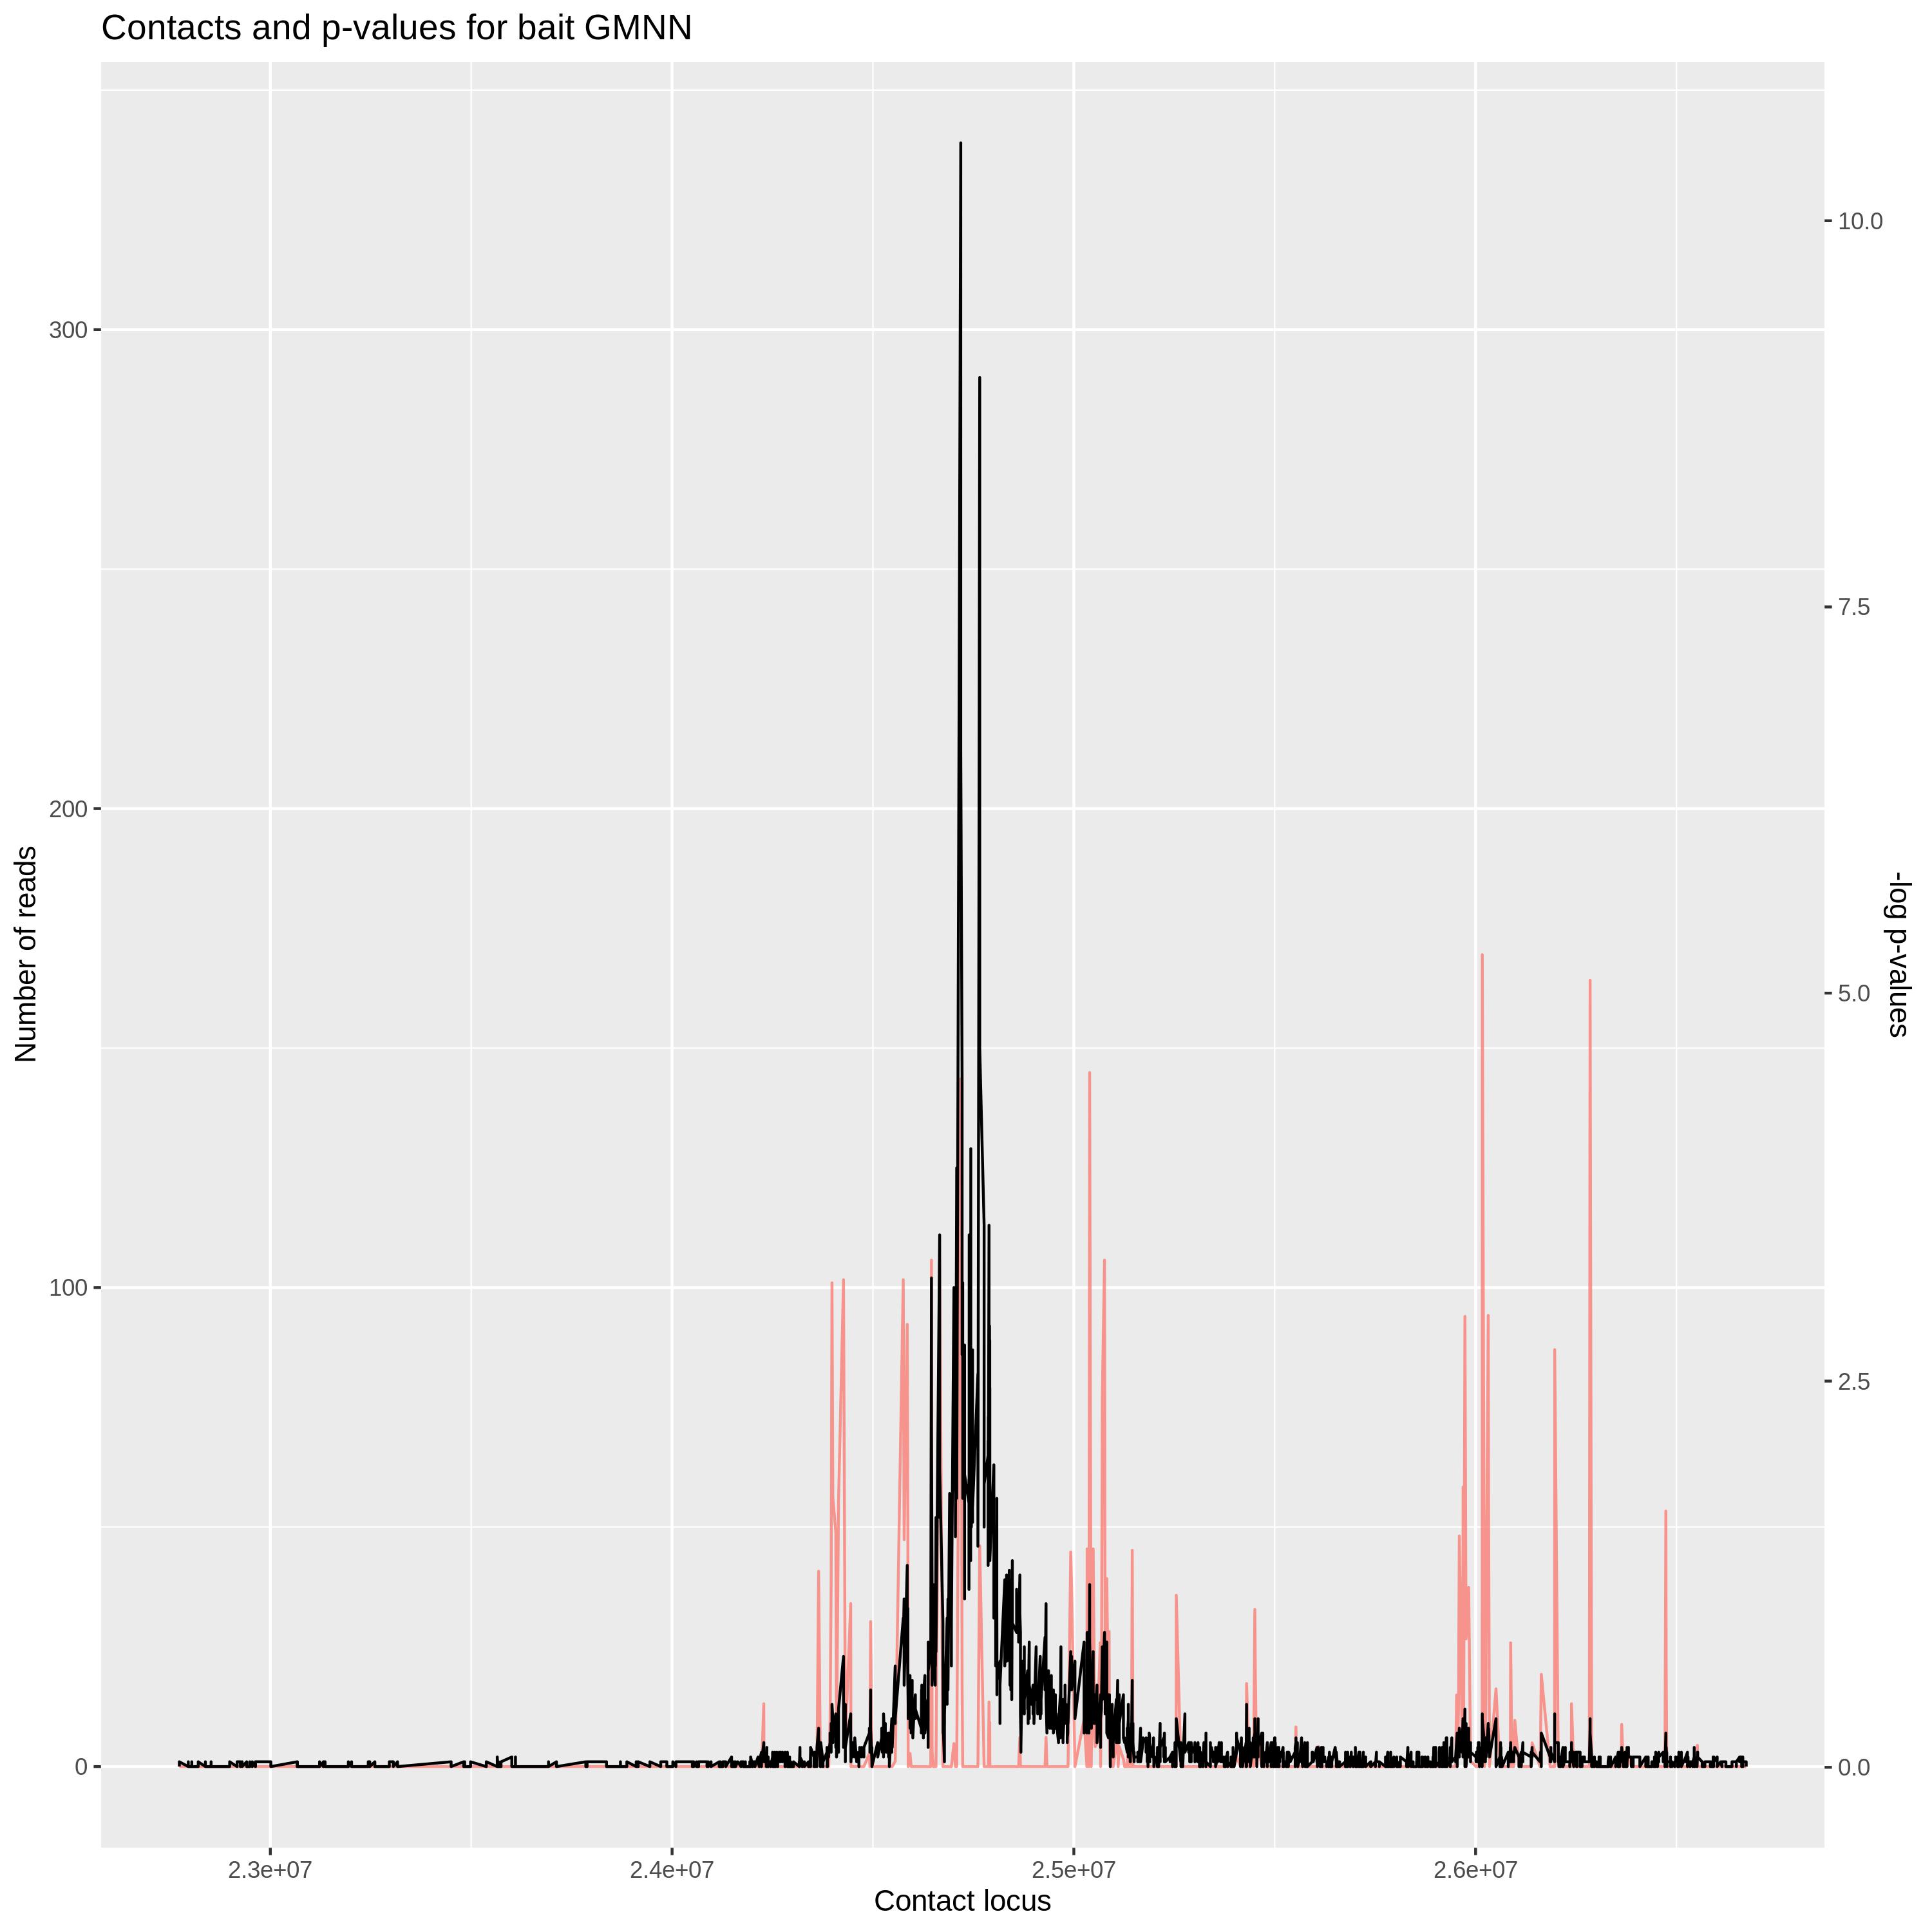 Contacts and p-values for bait GMNN
Number of reads
300
200
100
0
10.0
7.5
5.0
2.5
0.0
-log p-values
2.3e+07
2.4e+07
2.5e+07
2.6e+07
Contact locus